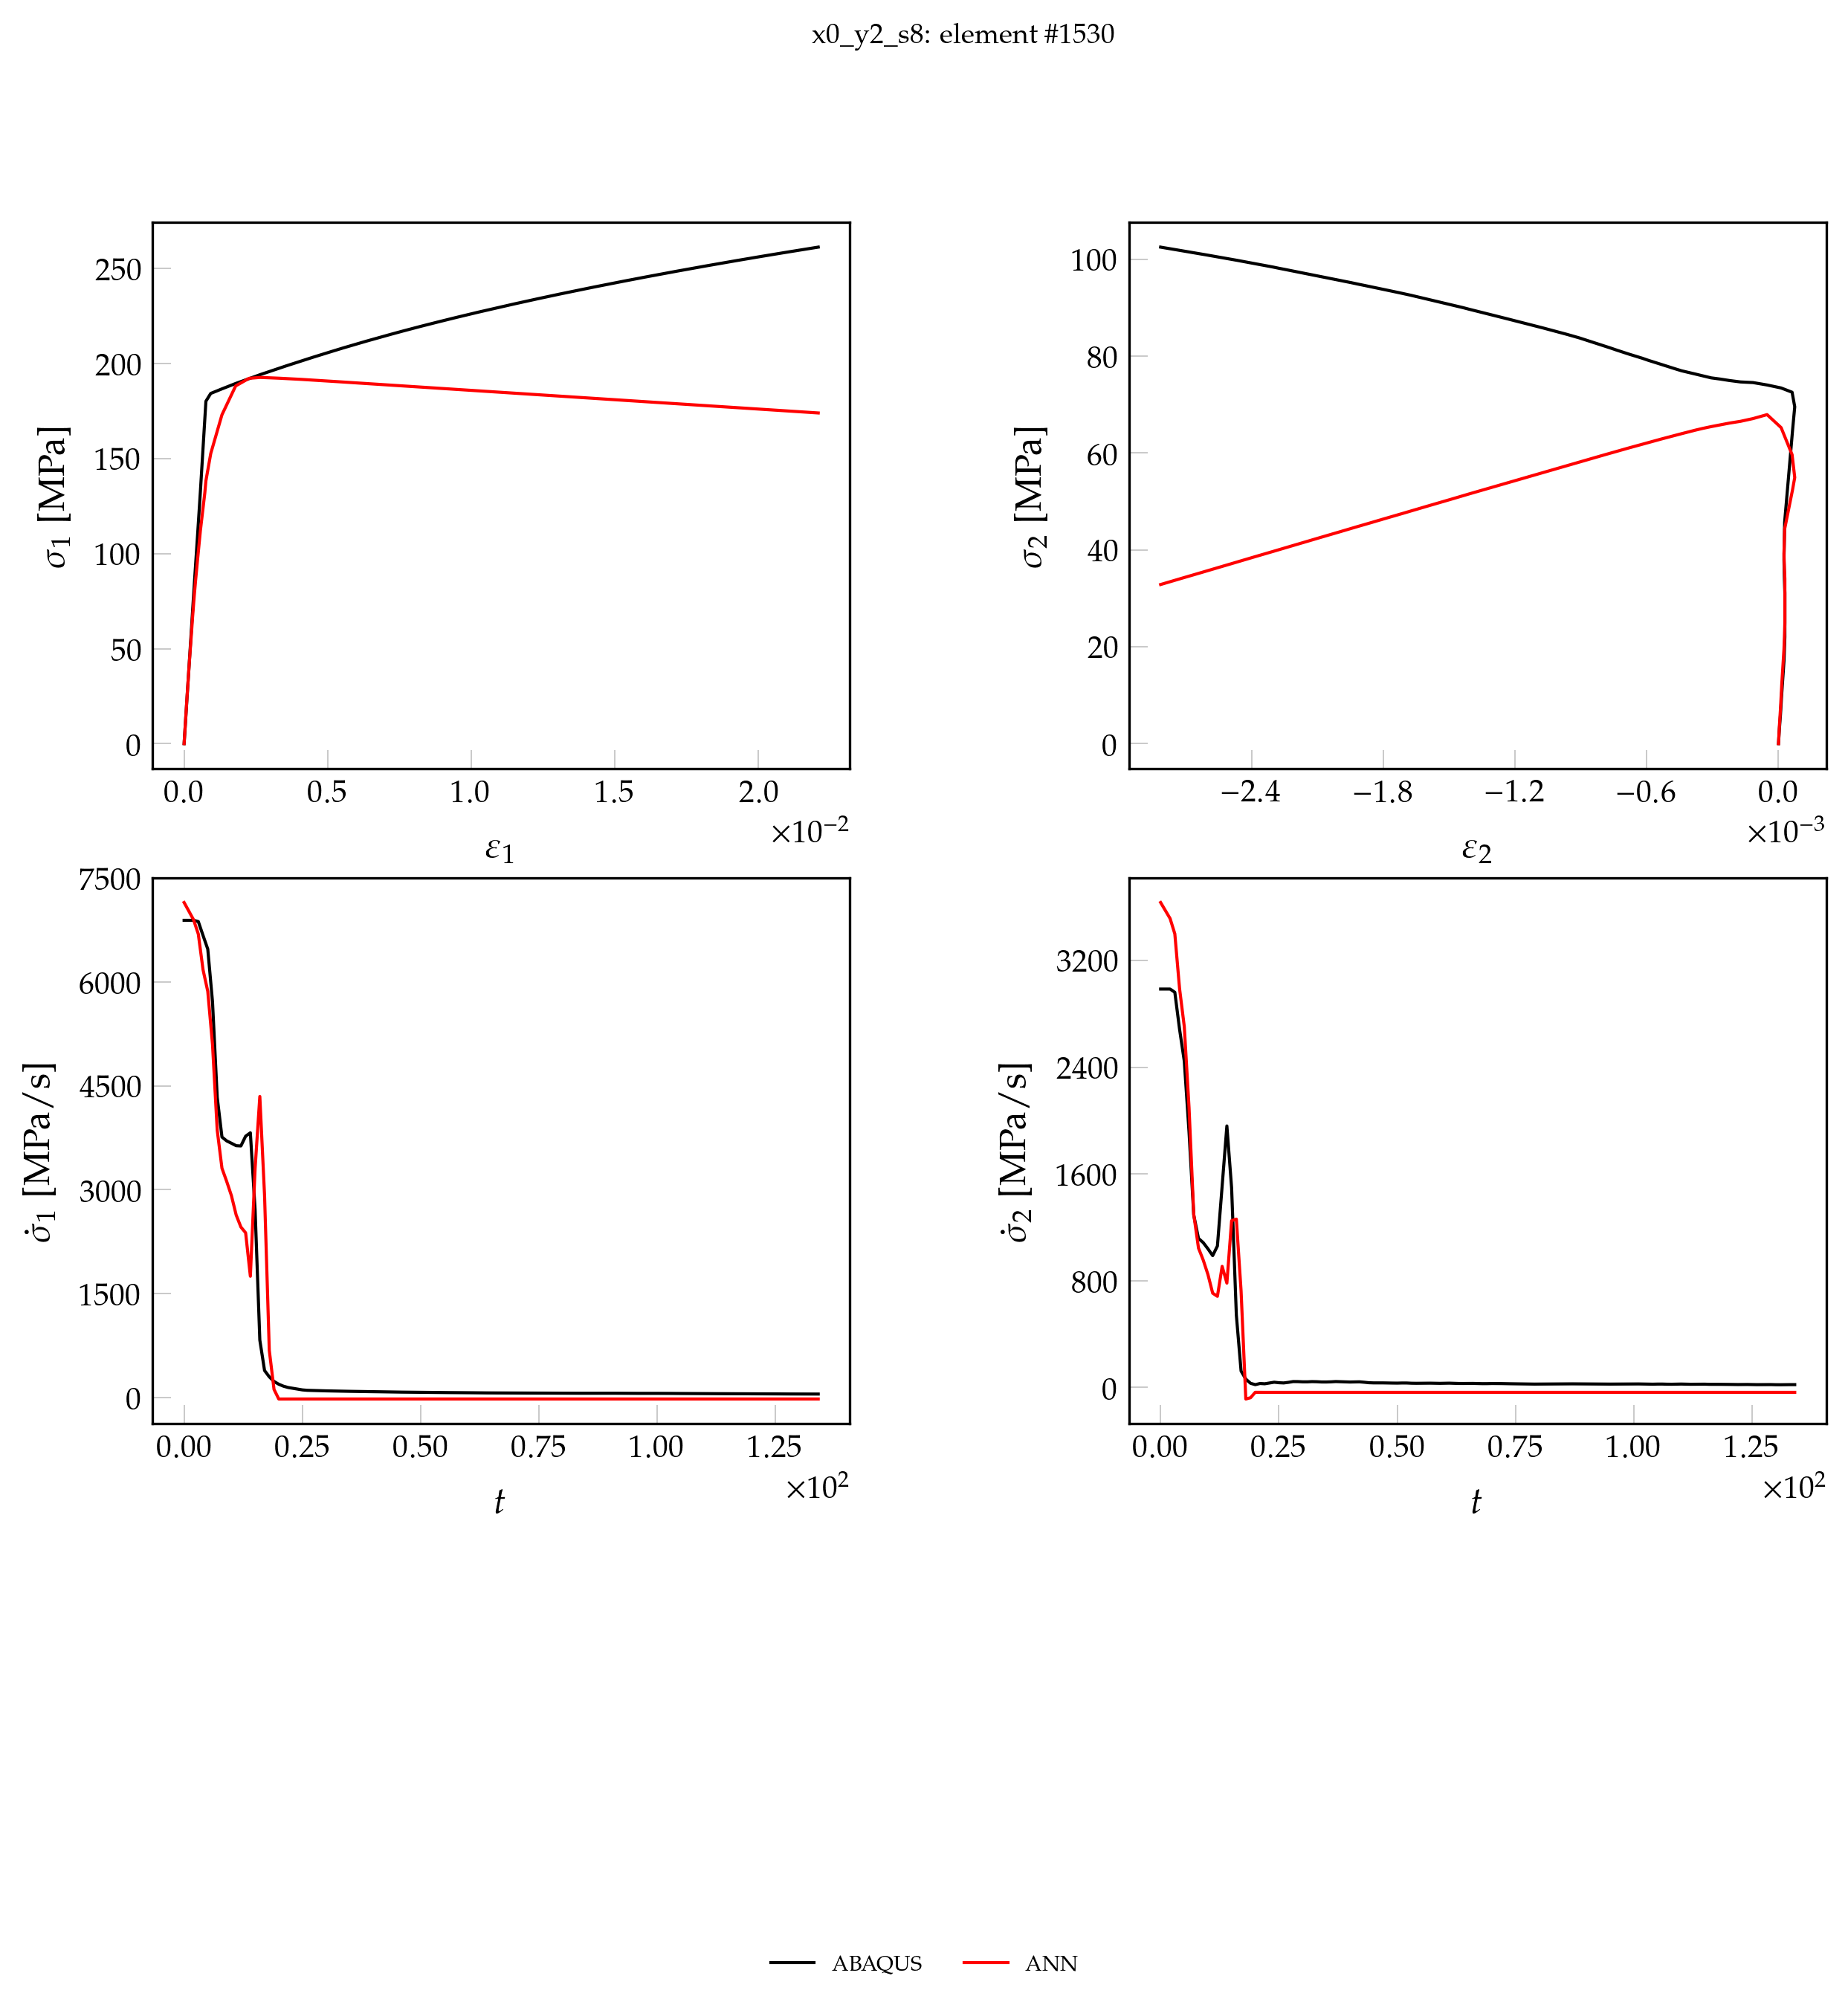 x0_y2_s8: element #1530
250
200
150
100
50
0
σ1 [MPa]
0.0 0.5 1.0 1.5 2.0
×10−2
ε1
100
80
60
40
20
0
σ2 [MPa]
−2.4 −1.8 −1.2 −0.6 0.0
×10−3
ε2
7500
6000
4500
3000
1500
0
σ̇1 [MPa/s]
0.00 0.25 0.50 0.75 1.00 1.25
×10²
t
3200
2400
1600
800
0
σ̇2 [MPa/s]
0.00 0.25 0.50 0.75 1.00 1.25
×10²
t
ABAQUS ANN